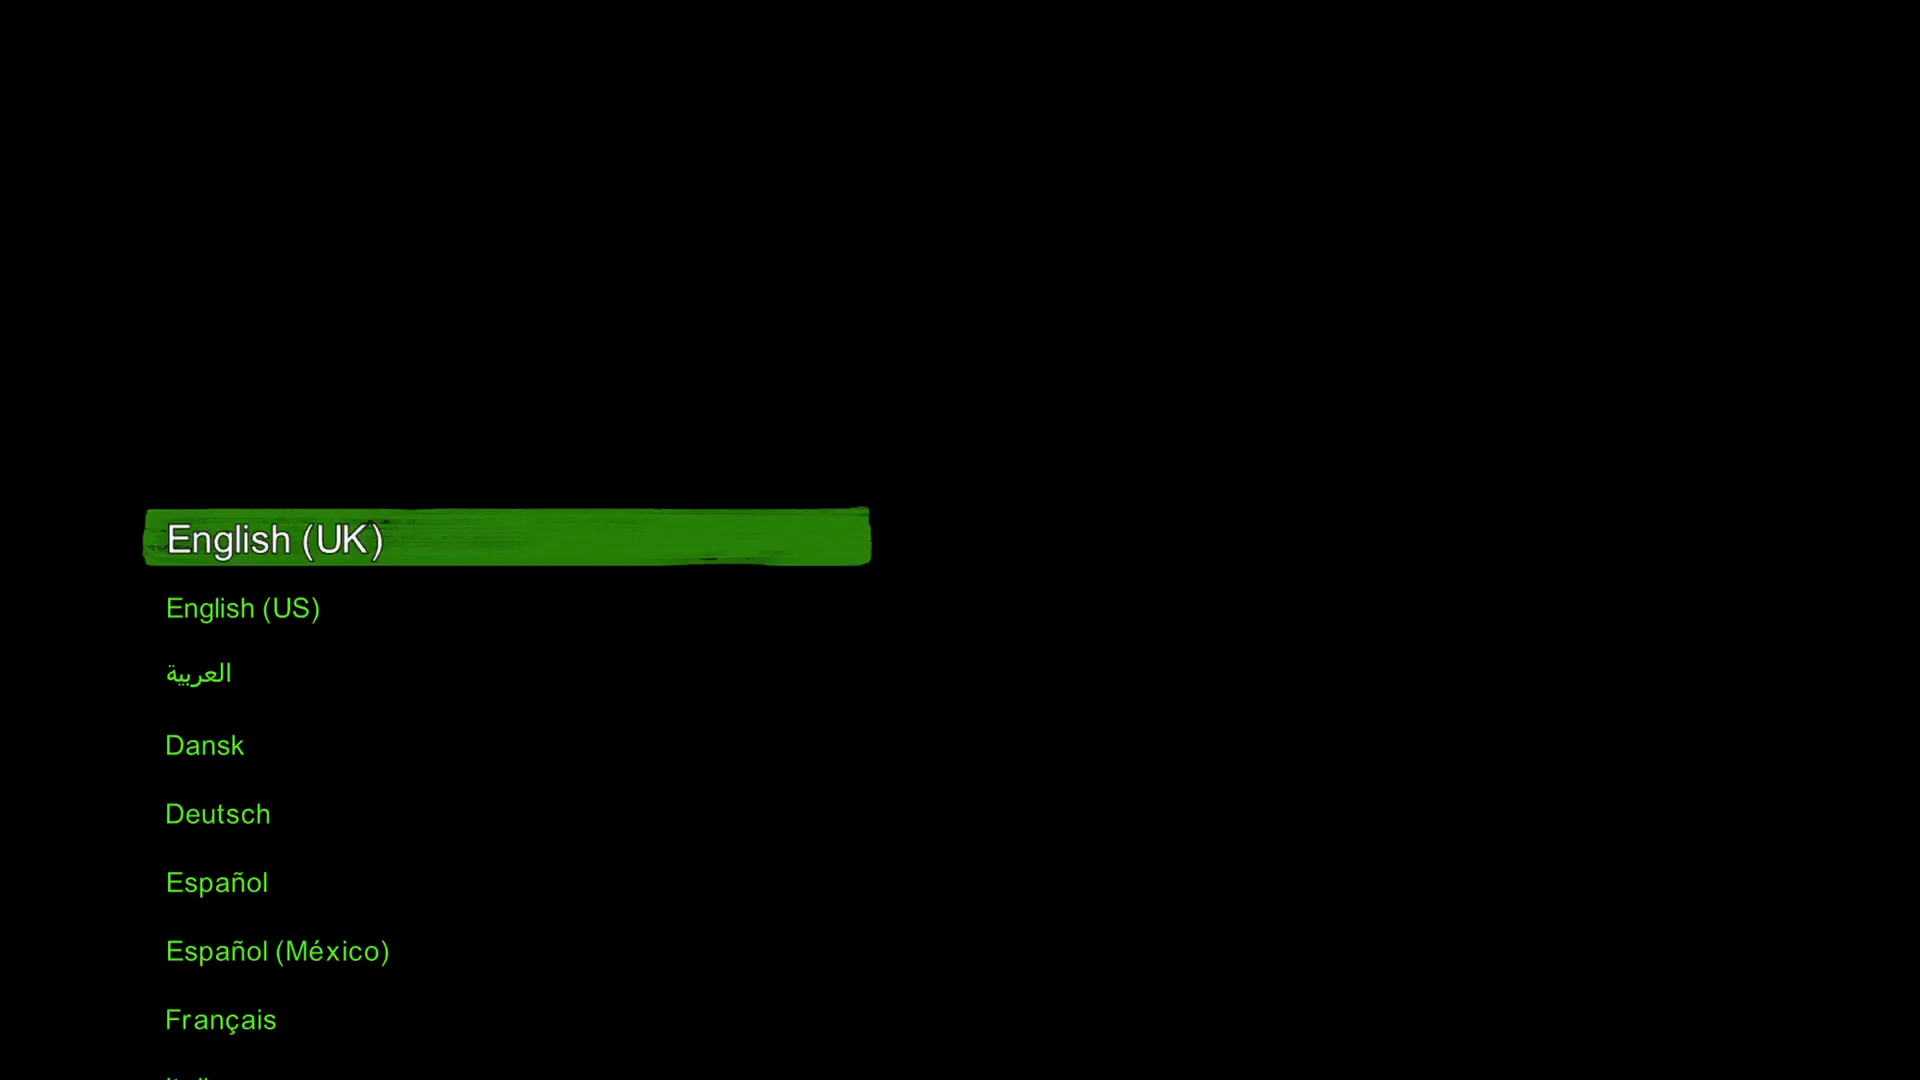 English (UK)
English (US)
العربية
Dansk
Deutsch
Español
Español (México)
Français